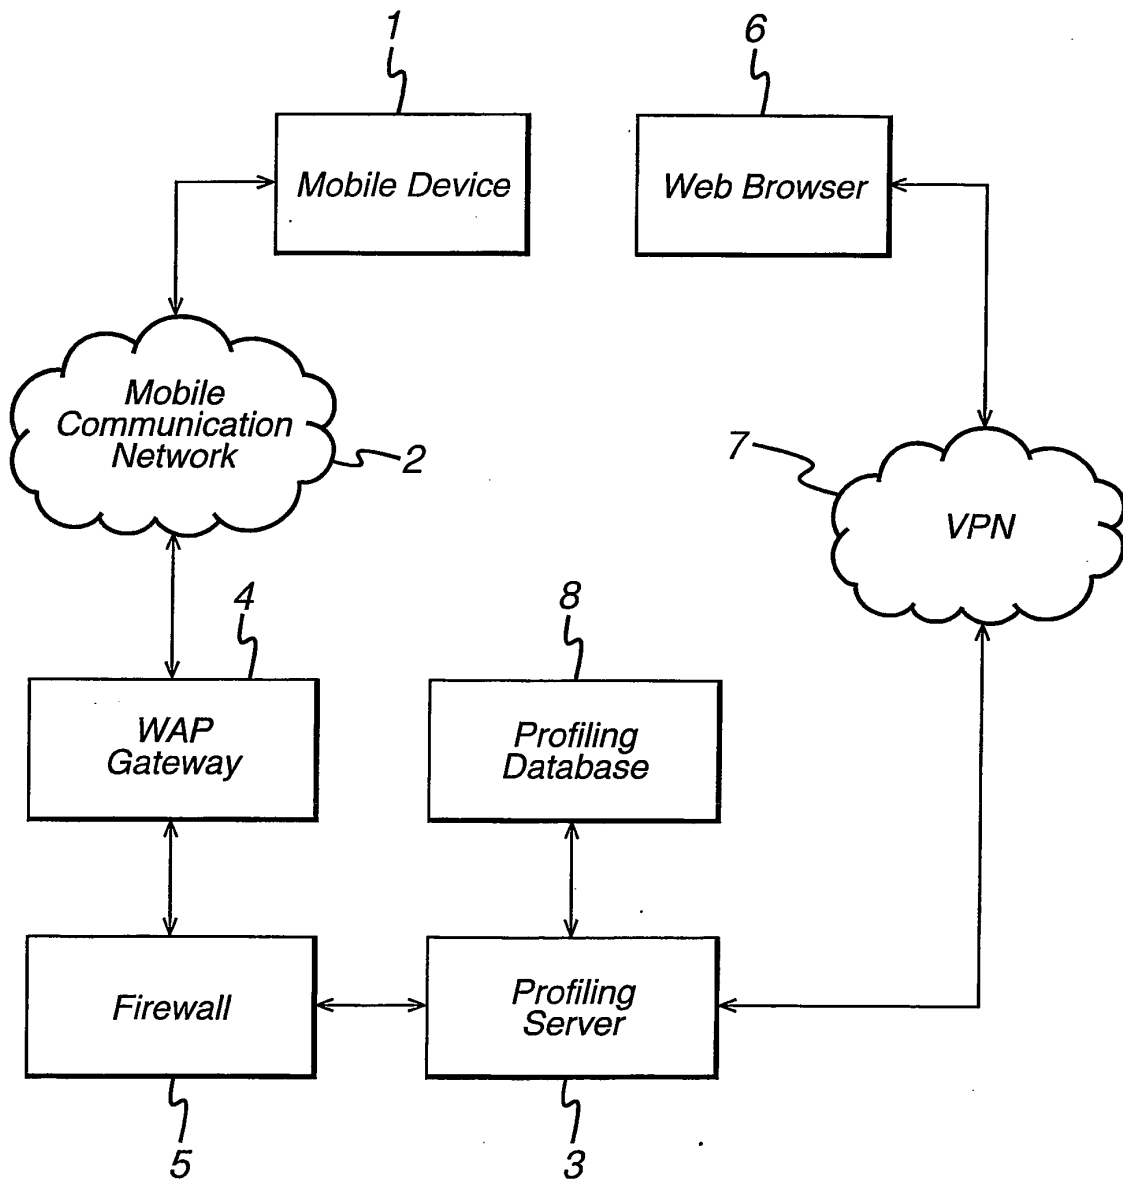 1
6
Mobile Device
Web Browser
Mobile
Communication
Network
2
7
VPN
4
8
WAP
Gateway
Profiling
Database
Firewall
Profiling
Server
5
3